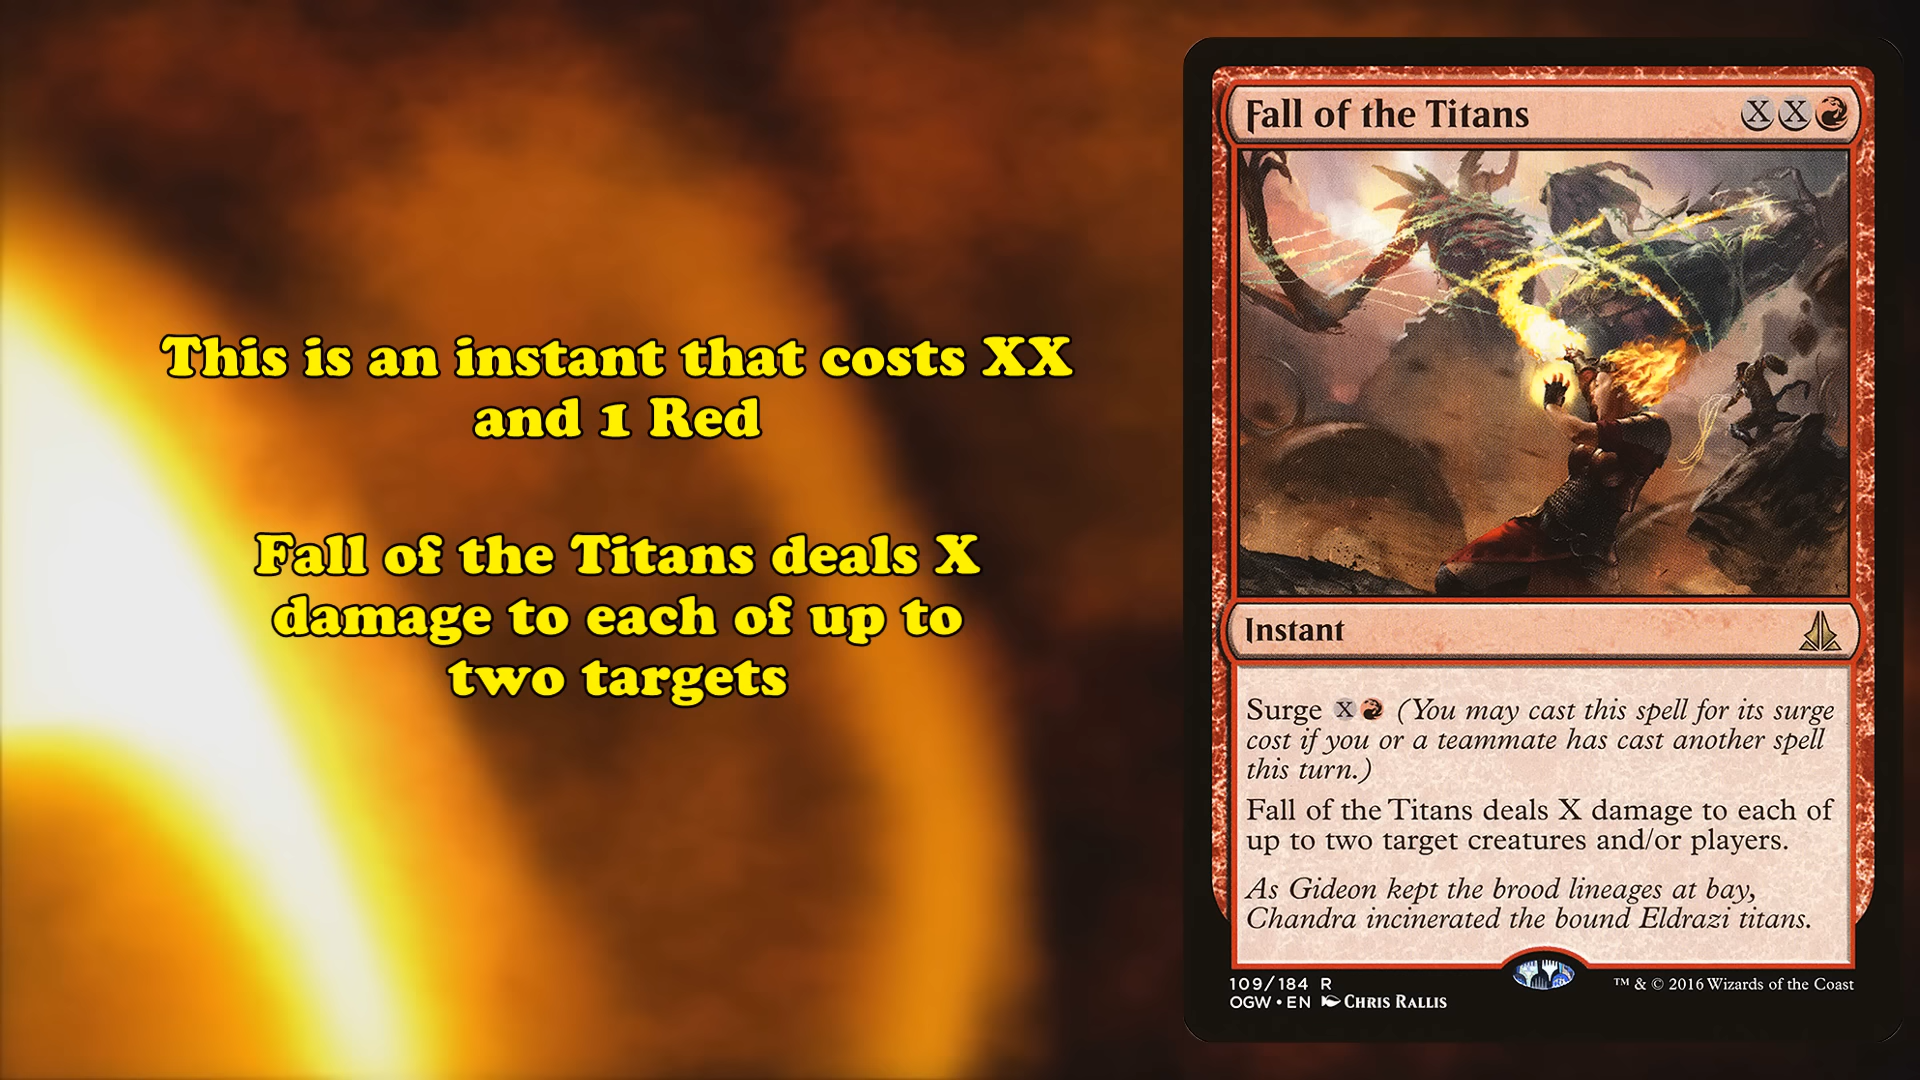 This is an instant that costs XX
and 1 Red
Fall of the Titans deals X
damage to each of up to
two targets
Fall of the Titans XX
Instant
Surge X (You may cast this spell for its surge
cost if you or a teammate has cast another spell
this turn.)
Fall of the Titans deals X damage to each of
up to two target creatures and/or players.
As Gideon kept the brood lineages at bay,
Chandra incinerated the bound Eldrazi titans.
109/184 R
OGW • EN Chris Rallis
™ & © 2016 Wizards of the Coast